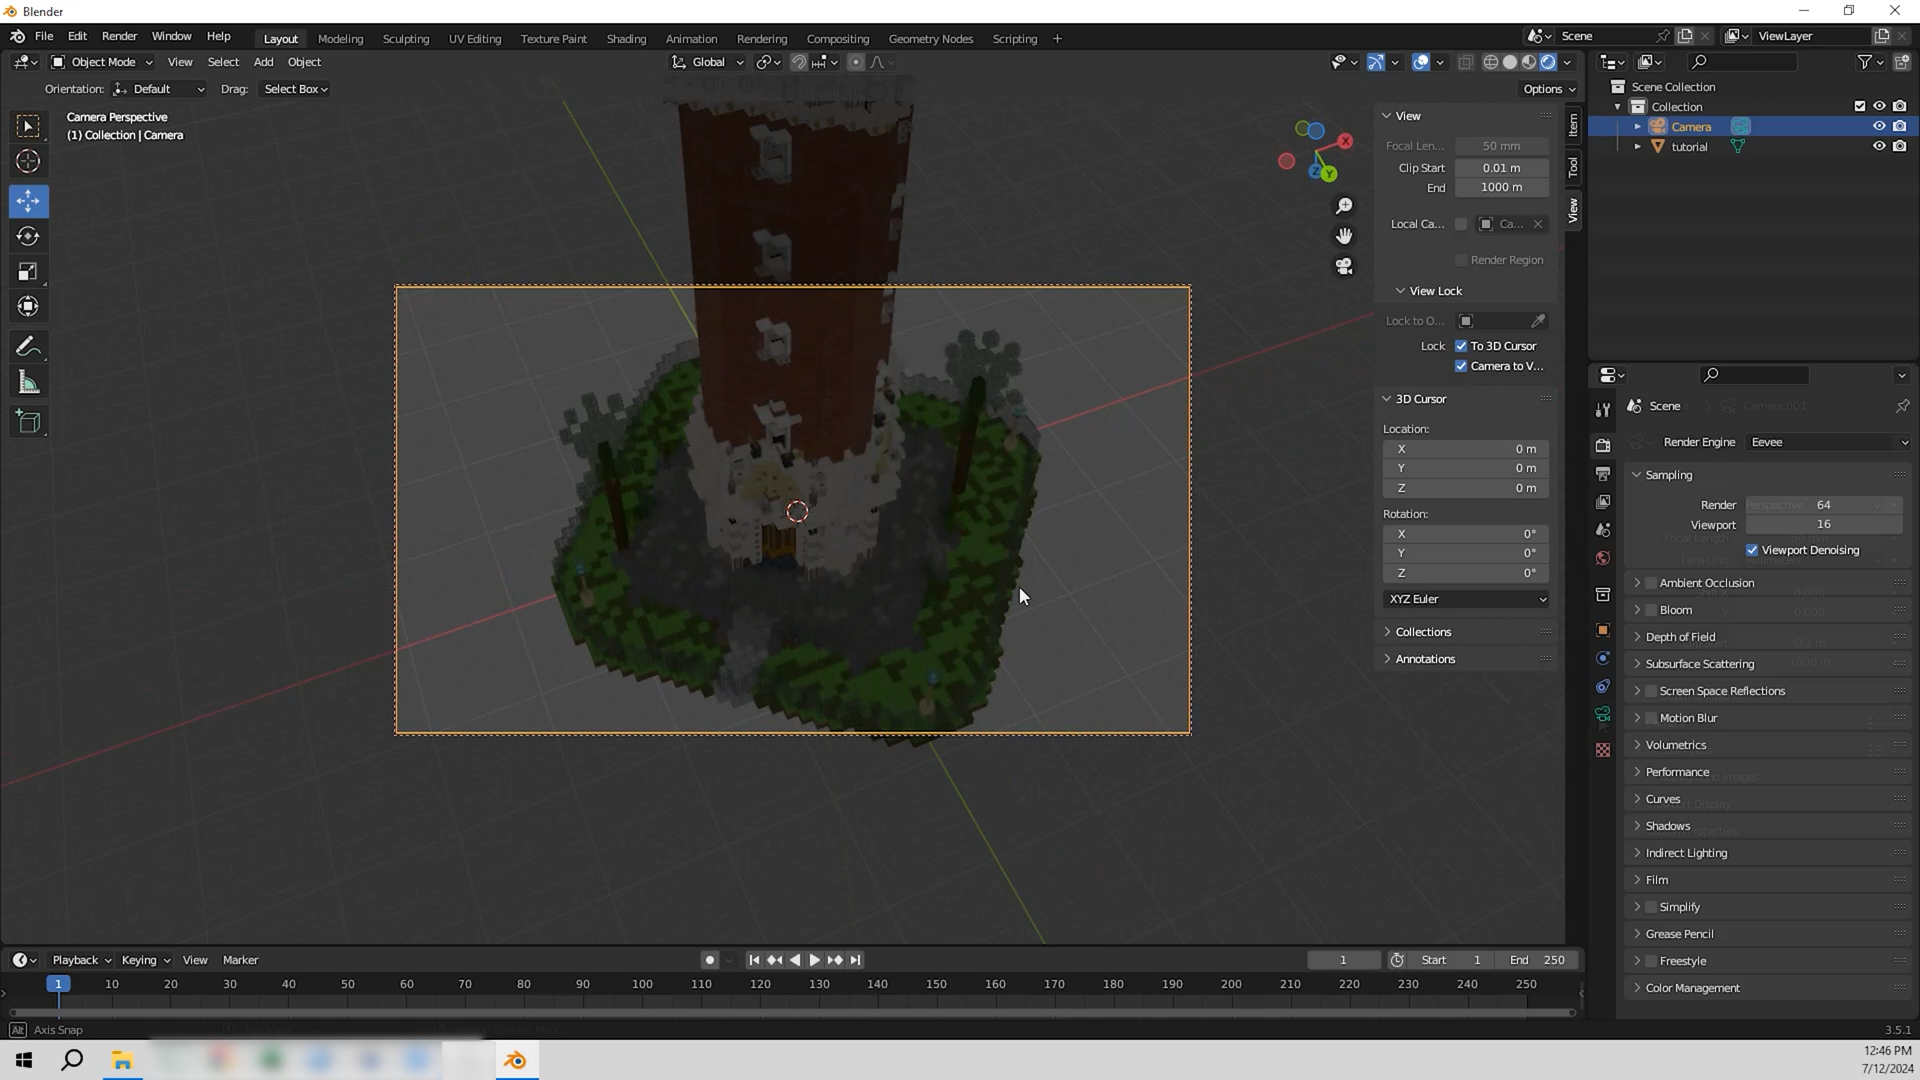 Blender
File Edit Render Window Help
Layout Modeling Sculpting UV Editing Texture Paint Shading Animation Rendering Compositing Geometry Nodes Scripting +
Scene
ViewLayer
Object Mode View Select Add Object
Global
Orientation: Default Drag: Select Box
Options
Camera Perspective
(1) Collection | Camera
X
Y
Z
View
Focal Len... 50 mm
Clip Start 0.01 m
End 1000 m
Local Ca... Ca...
Render Region
View Lock
Lock to O...
Lock To 3D Cursor
Camera to V...
3D Cursor
Location:
X 0 m
Y 0 m
Z 0 m
Rotation:
X 0°
Y 0°
Z 0°
XYZ Euler
Collections
Annotations
Item
Tool
View
Scene Collection
Collection
Camera
tutorial
Scene
Camera.001
Render Engine Eevee
Sampling
Render 64
Viewport 16
Viewport Denoising
Ambient Occlusion
Bloom
Depth of Field
Subsurface Scattering
Screen Space Reflections
Motion Blur
Volumetrics
Performance
Curves
Shadows
Indirect Lighting
Film
Simplify
Grease Pencil
Freestyle
Color Management
Playback Keying View Marker
1 Start 1 End 250
1 10 20 30 40 50 60 70 80 90 100 110 120 130 140 150 160 170 180 190 200 210 220 230 240 250
Alt Axis Snap
3.5.1
12:46 PM
7/12/2024